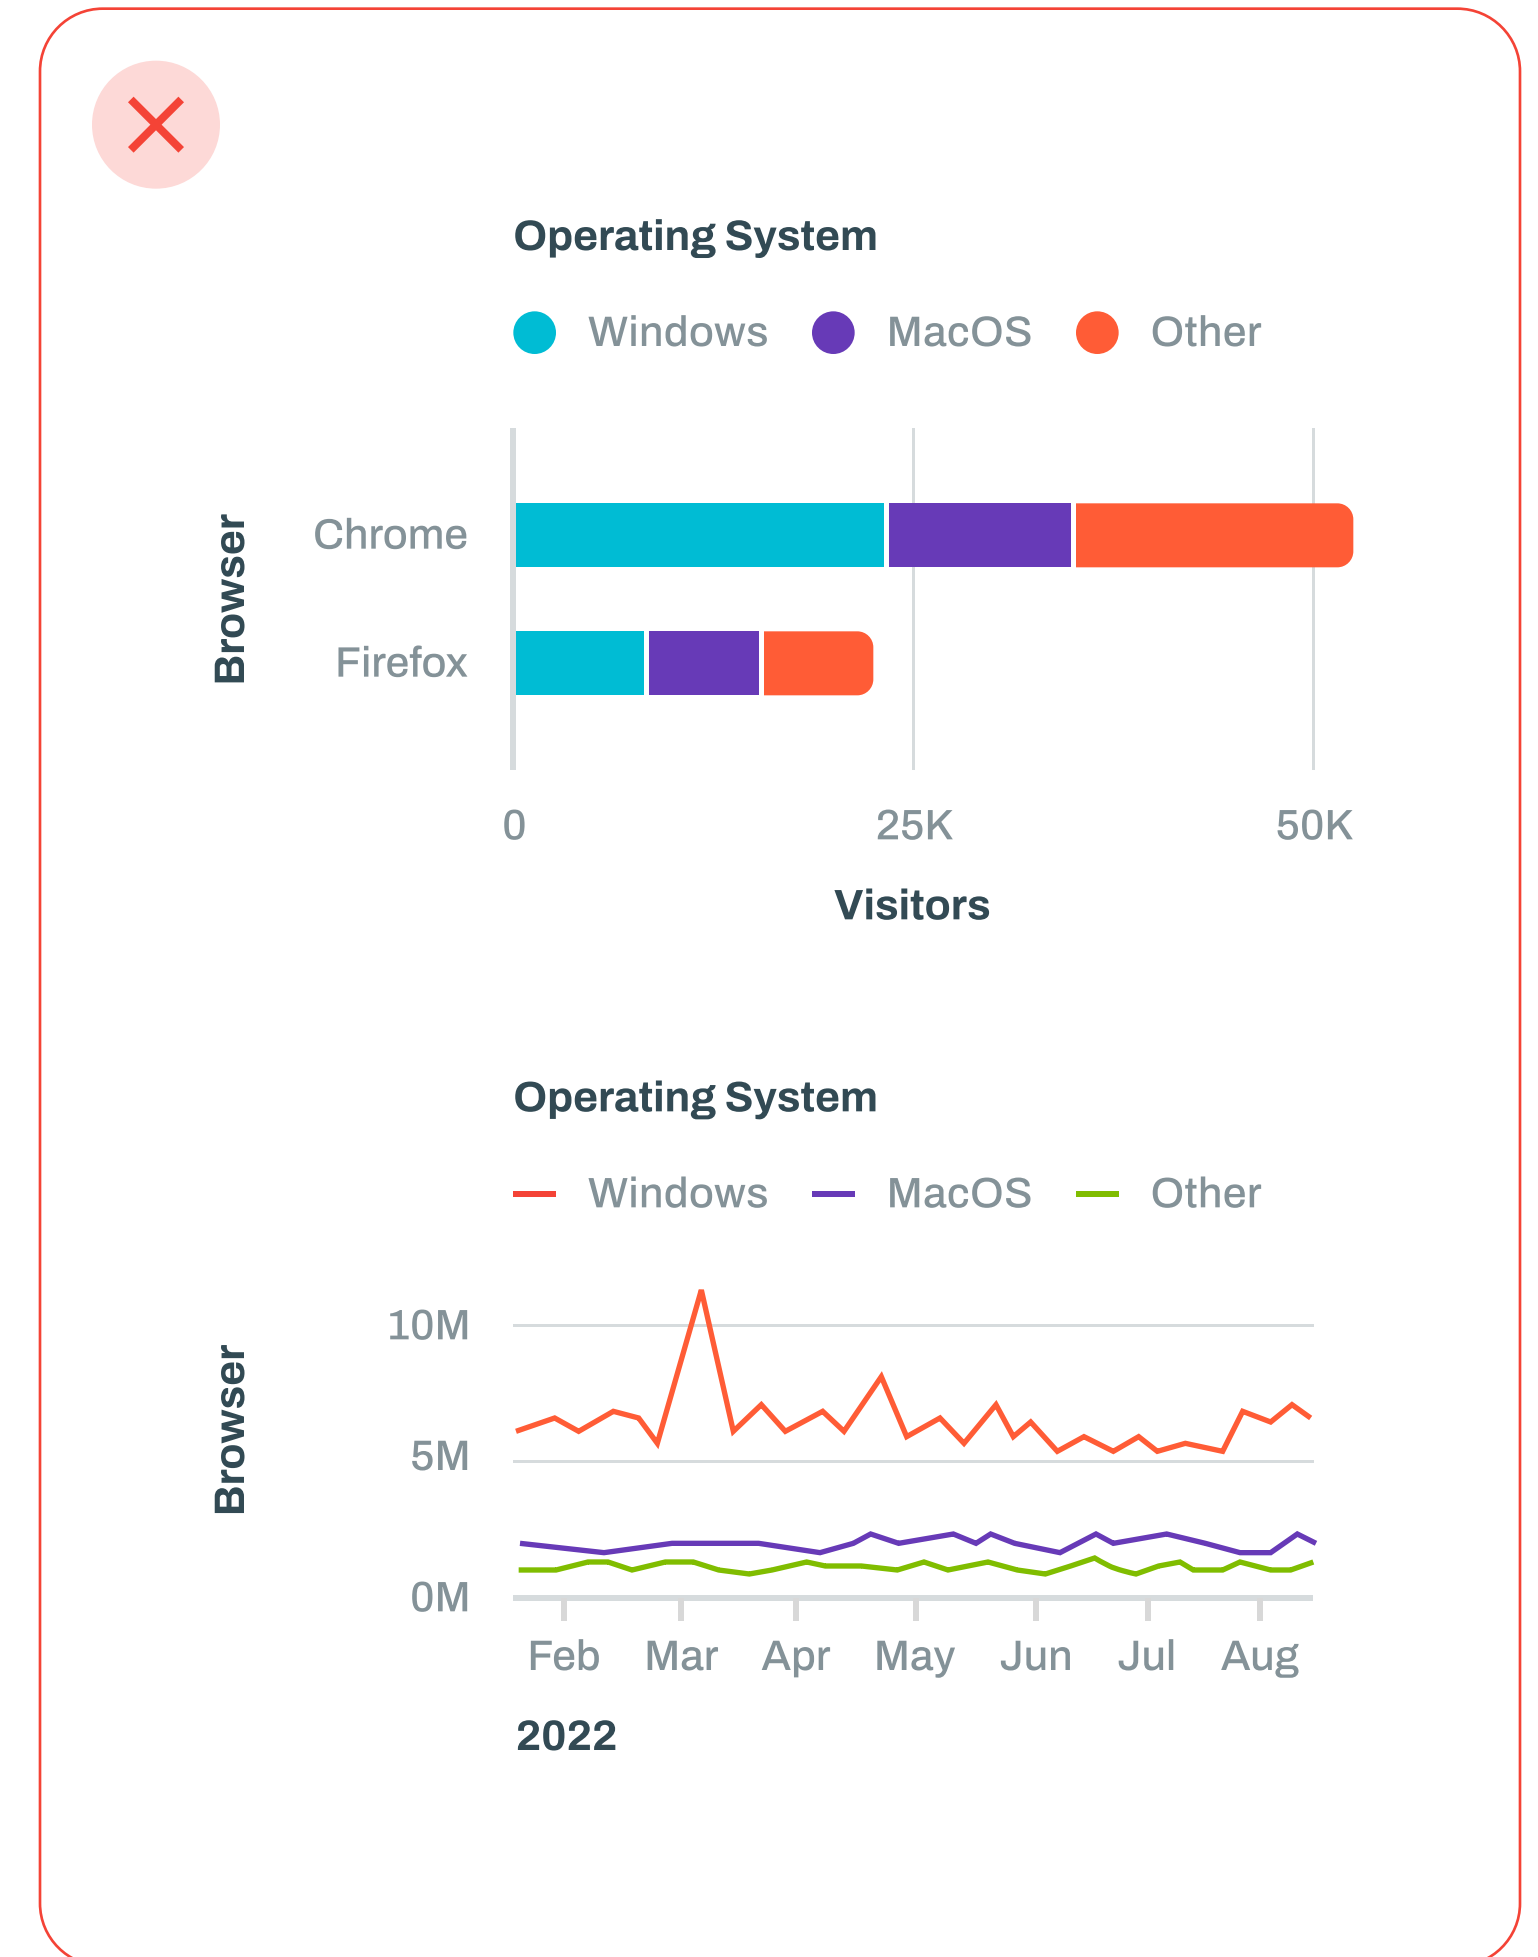 Operating System
Windows MacOS Other
Browser
Chrome
Firefox
0 25K 50K
Visitors
Operating System
Windows MacOS Other
Browser
10M
5M
0M
Feb Mar Apr May Jun Jul Aug
2022